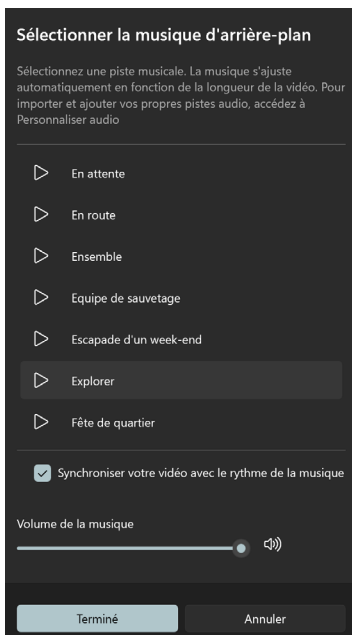 Sélectionner la musique d'arrière-plan
Sélectionnez une piste musicale. La musique s'ajuste
automatiquement en fonction de la longueur de la vidéo. Pour
importer et ajouter vos propres pistes audio, accédez à
Personnaliser audio
En attente
En route
Ensemble
Equipe de sauvetage
Escapade d'un week-end
Explorer
Fête de quartier
Synchroniser votre vidéo avec le rythme de la musique
Volume de la musique
Terminé
Annuler